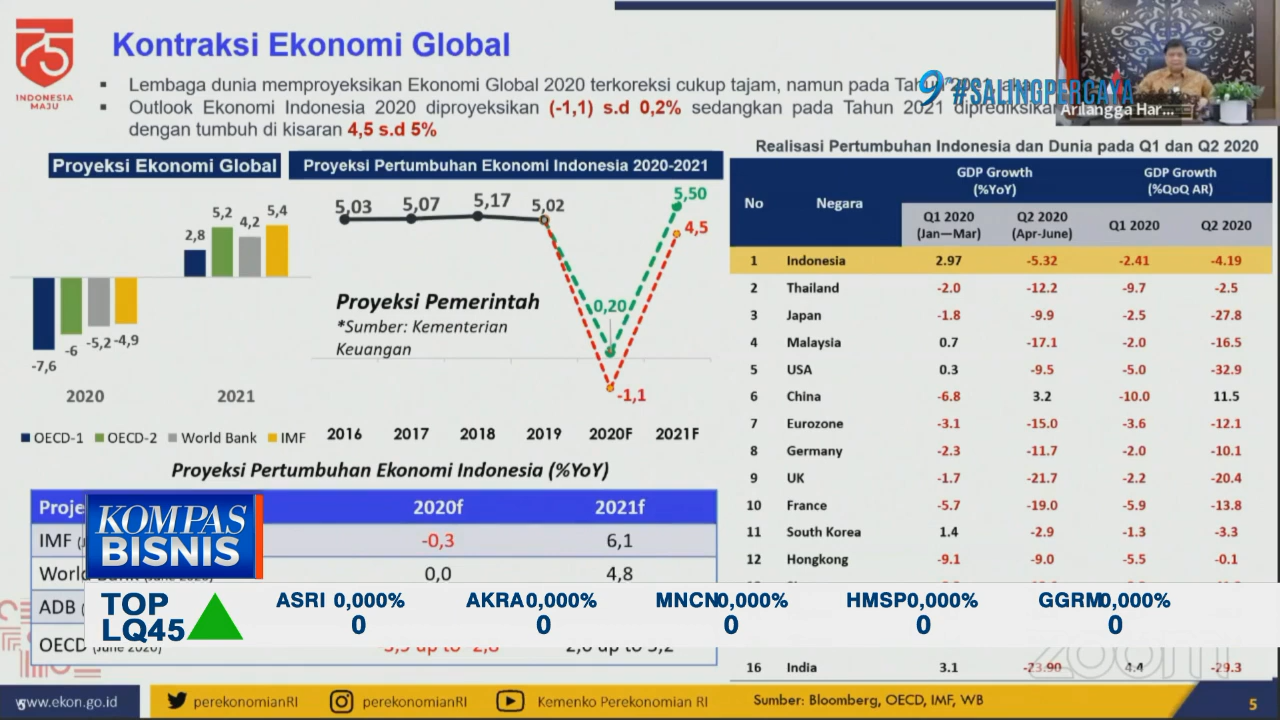 75
INDONESIA
MAJU
Kontraksi Ekonomi Global
▪ Lembaga dunia memproyeksikan Ekonomi Global 2020 terkoreksi cukup tajam, namun pada
▪ Outlook Ekonomi Indonesia 2020 diproyeksikan (-1,1) s.d 0,2% sedangkan pada Tahun 2021 diprediksikan
dengan tumbuh di kisaran 4,5 s.d 5%
#SALINGPERCAYA
Airlangga Har...
Proyeksi Ekonomi Global
2,8
5,2
4,2
5,4
-7,6
-6
-5,2
-4,9
2020 2021
OECD-1 OECD-2 World Bank IMF
Proyeksi Pertumbuhan Ekonomi Indonesia 2020-2021
5,03 5,07 5,17 5,02
5,50
4,5
0,20
-1,1
Proyeksi Pemerintah
*Sumber: Kementerian
Keuangan
2016 2017 2018 2019 2020F 2021F
Realisasi Pertumbuhan Indonesia dan Dunia pada Q1 dan Q2 2020
No Negara GDP Growth (%YoY) GDP Growth (%QoQ AR)
Q1 2020 (Jan—Mar) Q2 2020 (Apr-June) Q1 2020 Q2 2020
1 Indonesia 2.97 -5.32 -2.41 -4.19
2 Thailand -2.0 -12.2 -9.7 -2.5
3 Japan -1.8 -9.9 -2.5 -27.8
4 Malaysia 0.7 -17.1 -2.0 -16.5
5 USA 0.3 -9.5 -5.0 -32.9
6 China -6.8 3.2 -10.0 11.5
7 Eurozone -3.1 -15.0 -3.6 -12.1
8 Germany -2.3 -11.7 -2.0 -10.1
9 UK -1.7 -21.7 -2.2 -20.4
10 France -5.7 -19.0 -5.9 -13.8
11 South Korea 1.4 -2.9 -1.3 -3.3
12 Hongkong -9.1 -9.0 -5.5 -0.1
16 India 3.1 -23.90 4.4 -29.3
Proyeksi Pertumbuhan Ekonomi Indonesia (%YoY)
Proje 2020f 2021f
IMF -0,3 6,1
World 0,0 4,8
ADB
OECD
KOMPAS
BISNIS
TOP
LQ45
ASRI 0,000% AKRA 0,000% MNCN 0,000% HMSP 0,000% GGRM 0,000%
0 0 0 0 0
zoom
www.ekon.go.id perekonomianRI perekonomianRI Kemenko Perekonomian RI Sumber: Bloomberg, OECD, IMF, WB 5